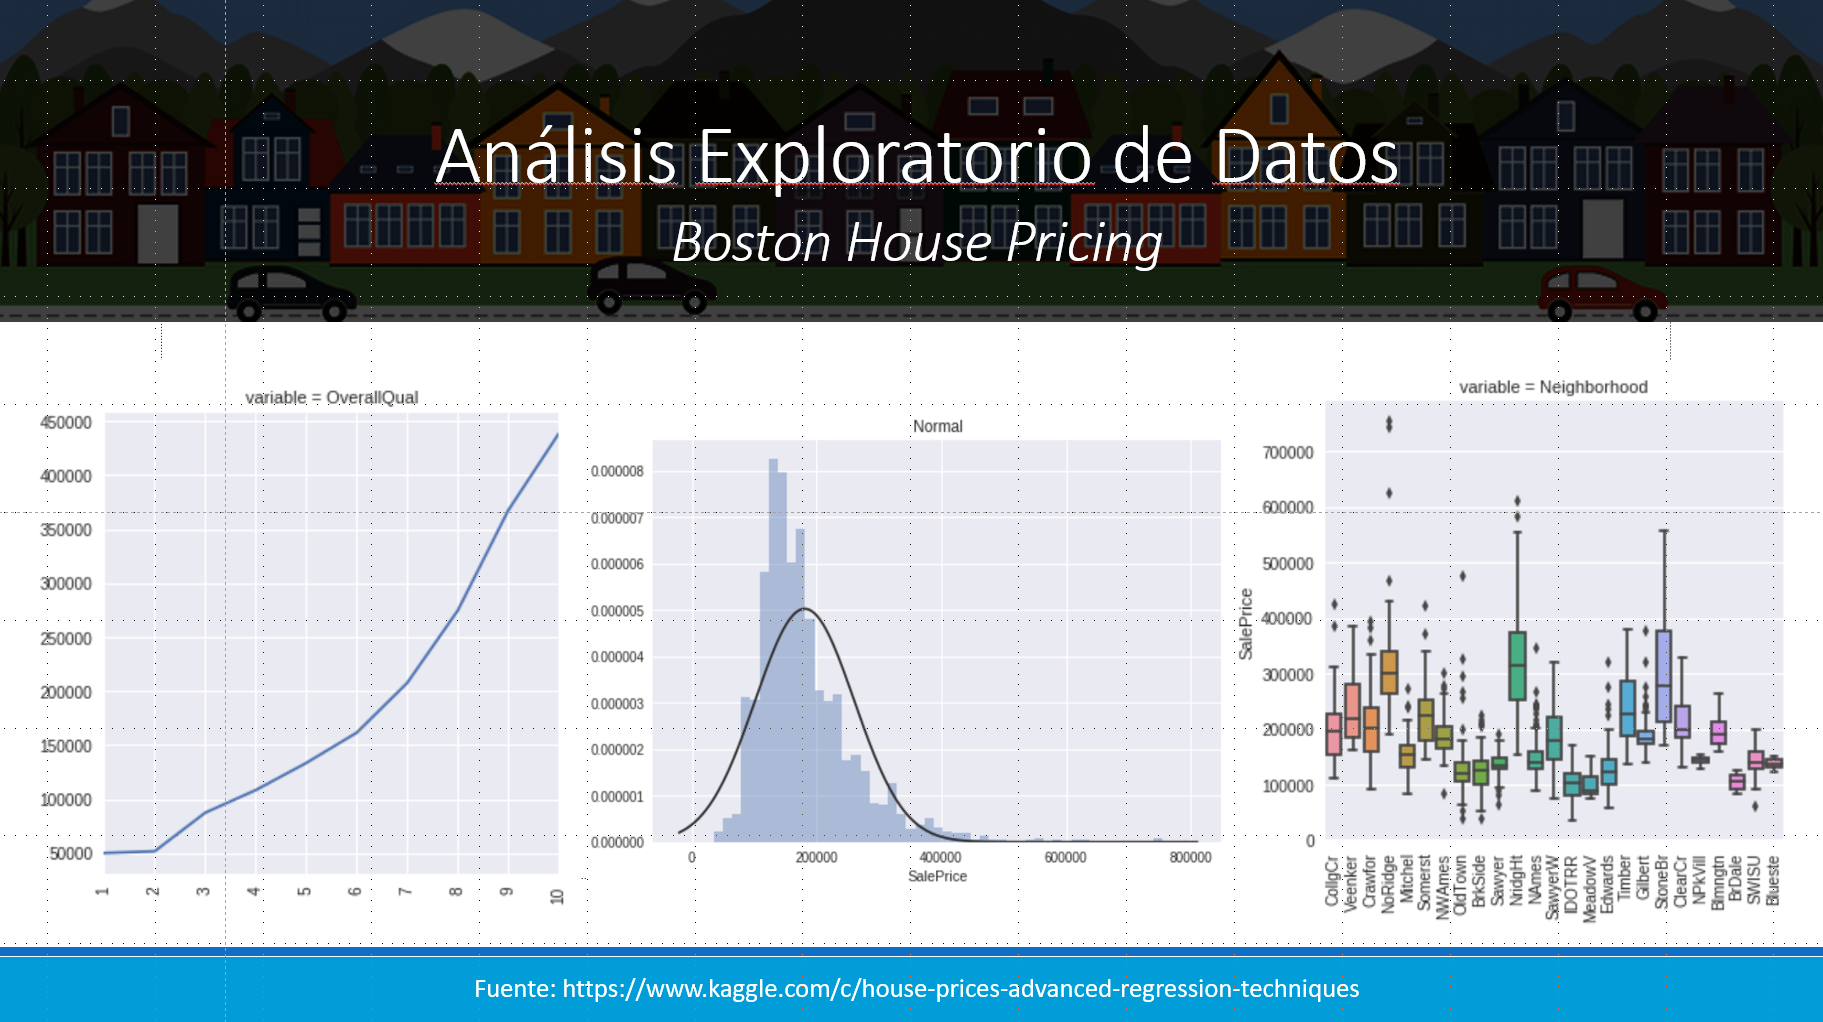 Análisis Exploratorio de Datos
Boston House Pricing
variable = OverallQual
450000
400000
350000
300000
250000
200000
150000
100000
50000
1
2
3
4
5
6
7
8
9
10
Normal
0.000008
0.000007
0.000006
0.000005
0.000004
0.000003
0.000002
0.000001
0.000000
0
200000
400000
600000
800000
SalePrice
variable = Neighborhood
SalePrice
700000
600000
500000
400000
300000
200000
100000
0
CollgCr
Veenker
Crawfor
NoRidge
Mitchel
Somerst
NWAmes
OldTown
BrkSide
Sawyer
NridgHt
NAmes
SawyerW
IDOTRR
MeadowV
Edwards
Timber
Gilbert
StoneBr
ClearCr
NPkVill
Blmngtn
BrDale
SWISU
Blueste
Fuente: https://www.kaggle.com/c/house-prices-advanced-regression-techniques